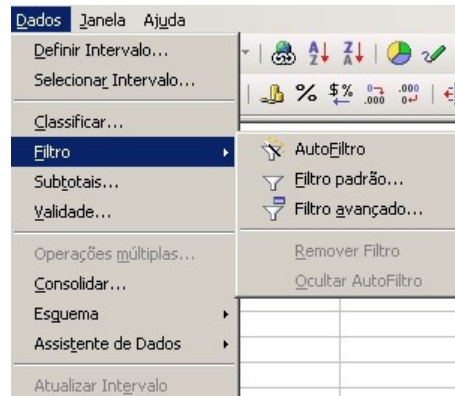 Dados Janela Ajuda
Definir Intervalo...
Selecionar Intervalo...
Classificar...
Filtro
Subtotais...
Validade...
Operações múltiplas...
Consolidar...
Esquema
Assistente de Dados
Atualizar Intervalo
AutoFiltro
Filtro padrão...
Filtro avançado...
Remover Filtro
Ocultar AutoFiltro